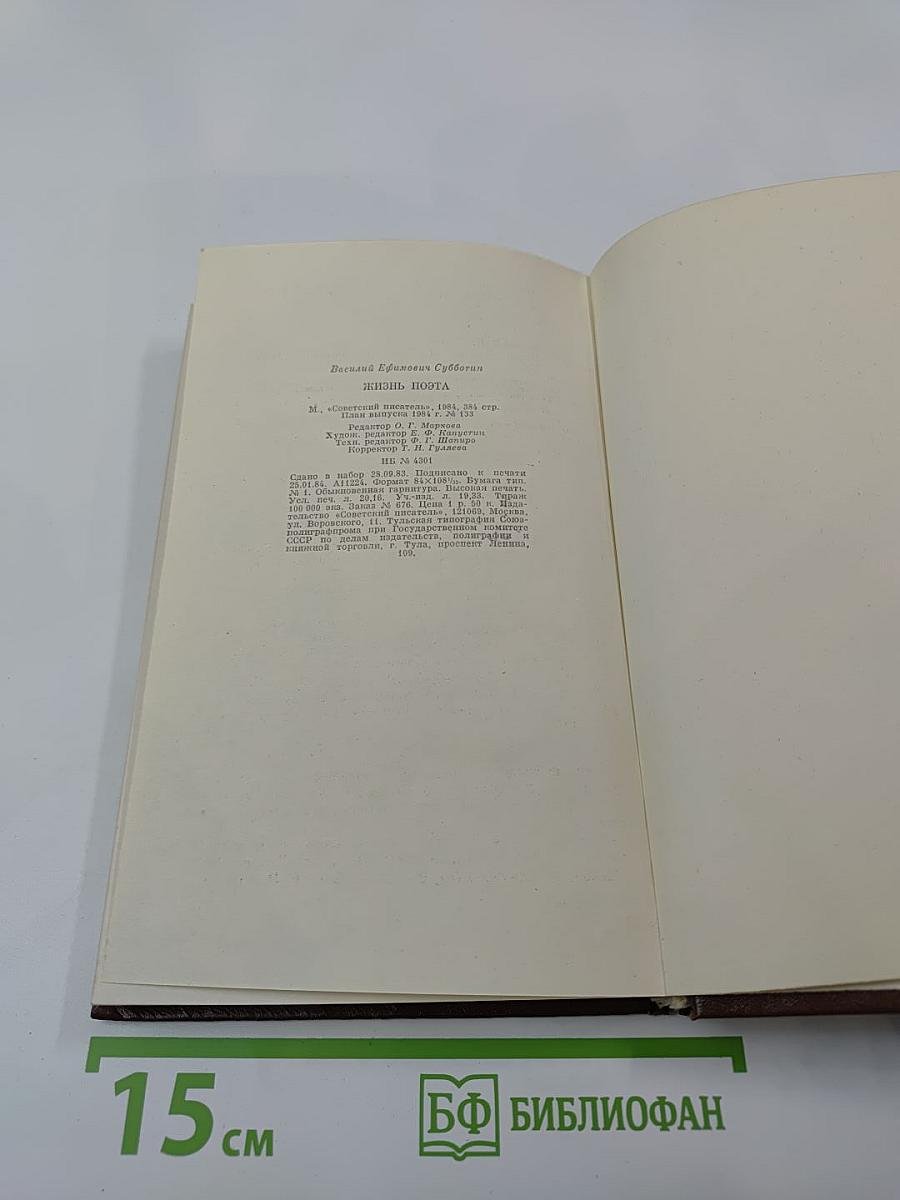 Василий Ефимович Субботин
ЖИЗНЬ ПОЭТА
М., «Советский писатель», 1984, 384 стр.
План выпуска 1984 г. № 133
Редактор О. Г. Маркова
Худож. редактор Е. Ф. Капустин
Техн. редактор Ф. Г. Шапиро
Корректор Т. Н. Гуляева
ИБ № 4301
Сдано в набор 28.09.83. Подписано к печати
25.01.84. А11224. Формат 84×108¹/₃₂. Бумага тип.
№ 1. Обыкновенная гарнитура. Высокая печать.
Усл. печ. л. 20,16. Уч.-изд. л. 19,33. Тираж
100 000 экз. Заказ № 676. Цена 1 р. 50 к. Изда-
тельство «Советский писатель», 121069, Москва,
ул. Воровского, 11. Тульская типография Союз-
полиграфпрома при Государственном комитете
СССР по делам издательств, полиграфии и
книжной торговли, г. Тула, проспект Ленина,
109.
15 см
БФ БИБЛИОФАН